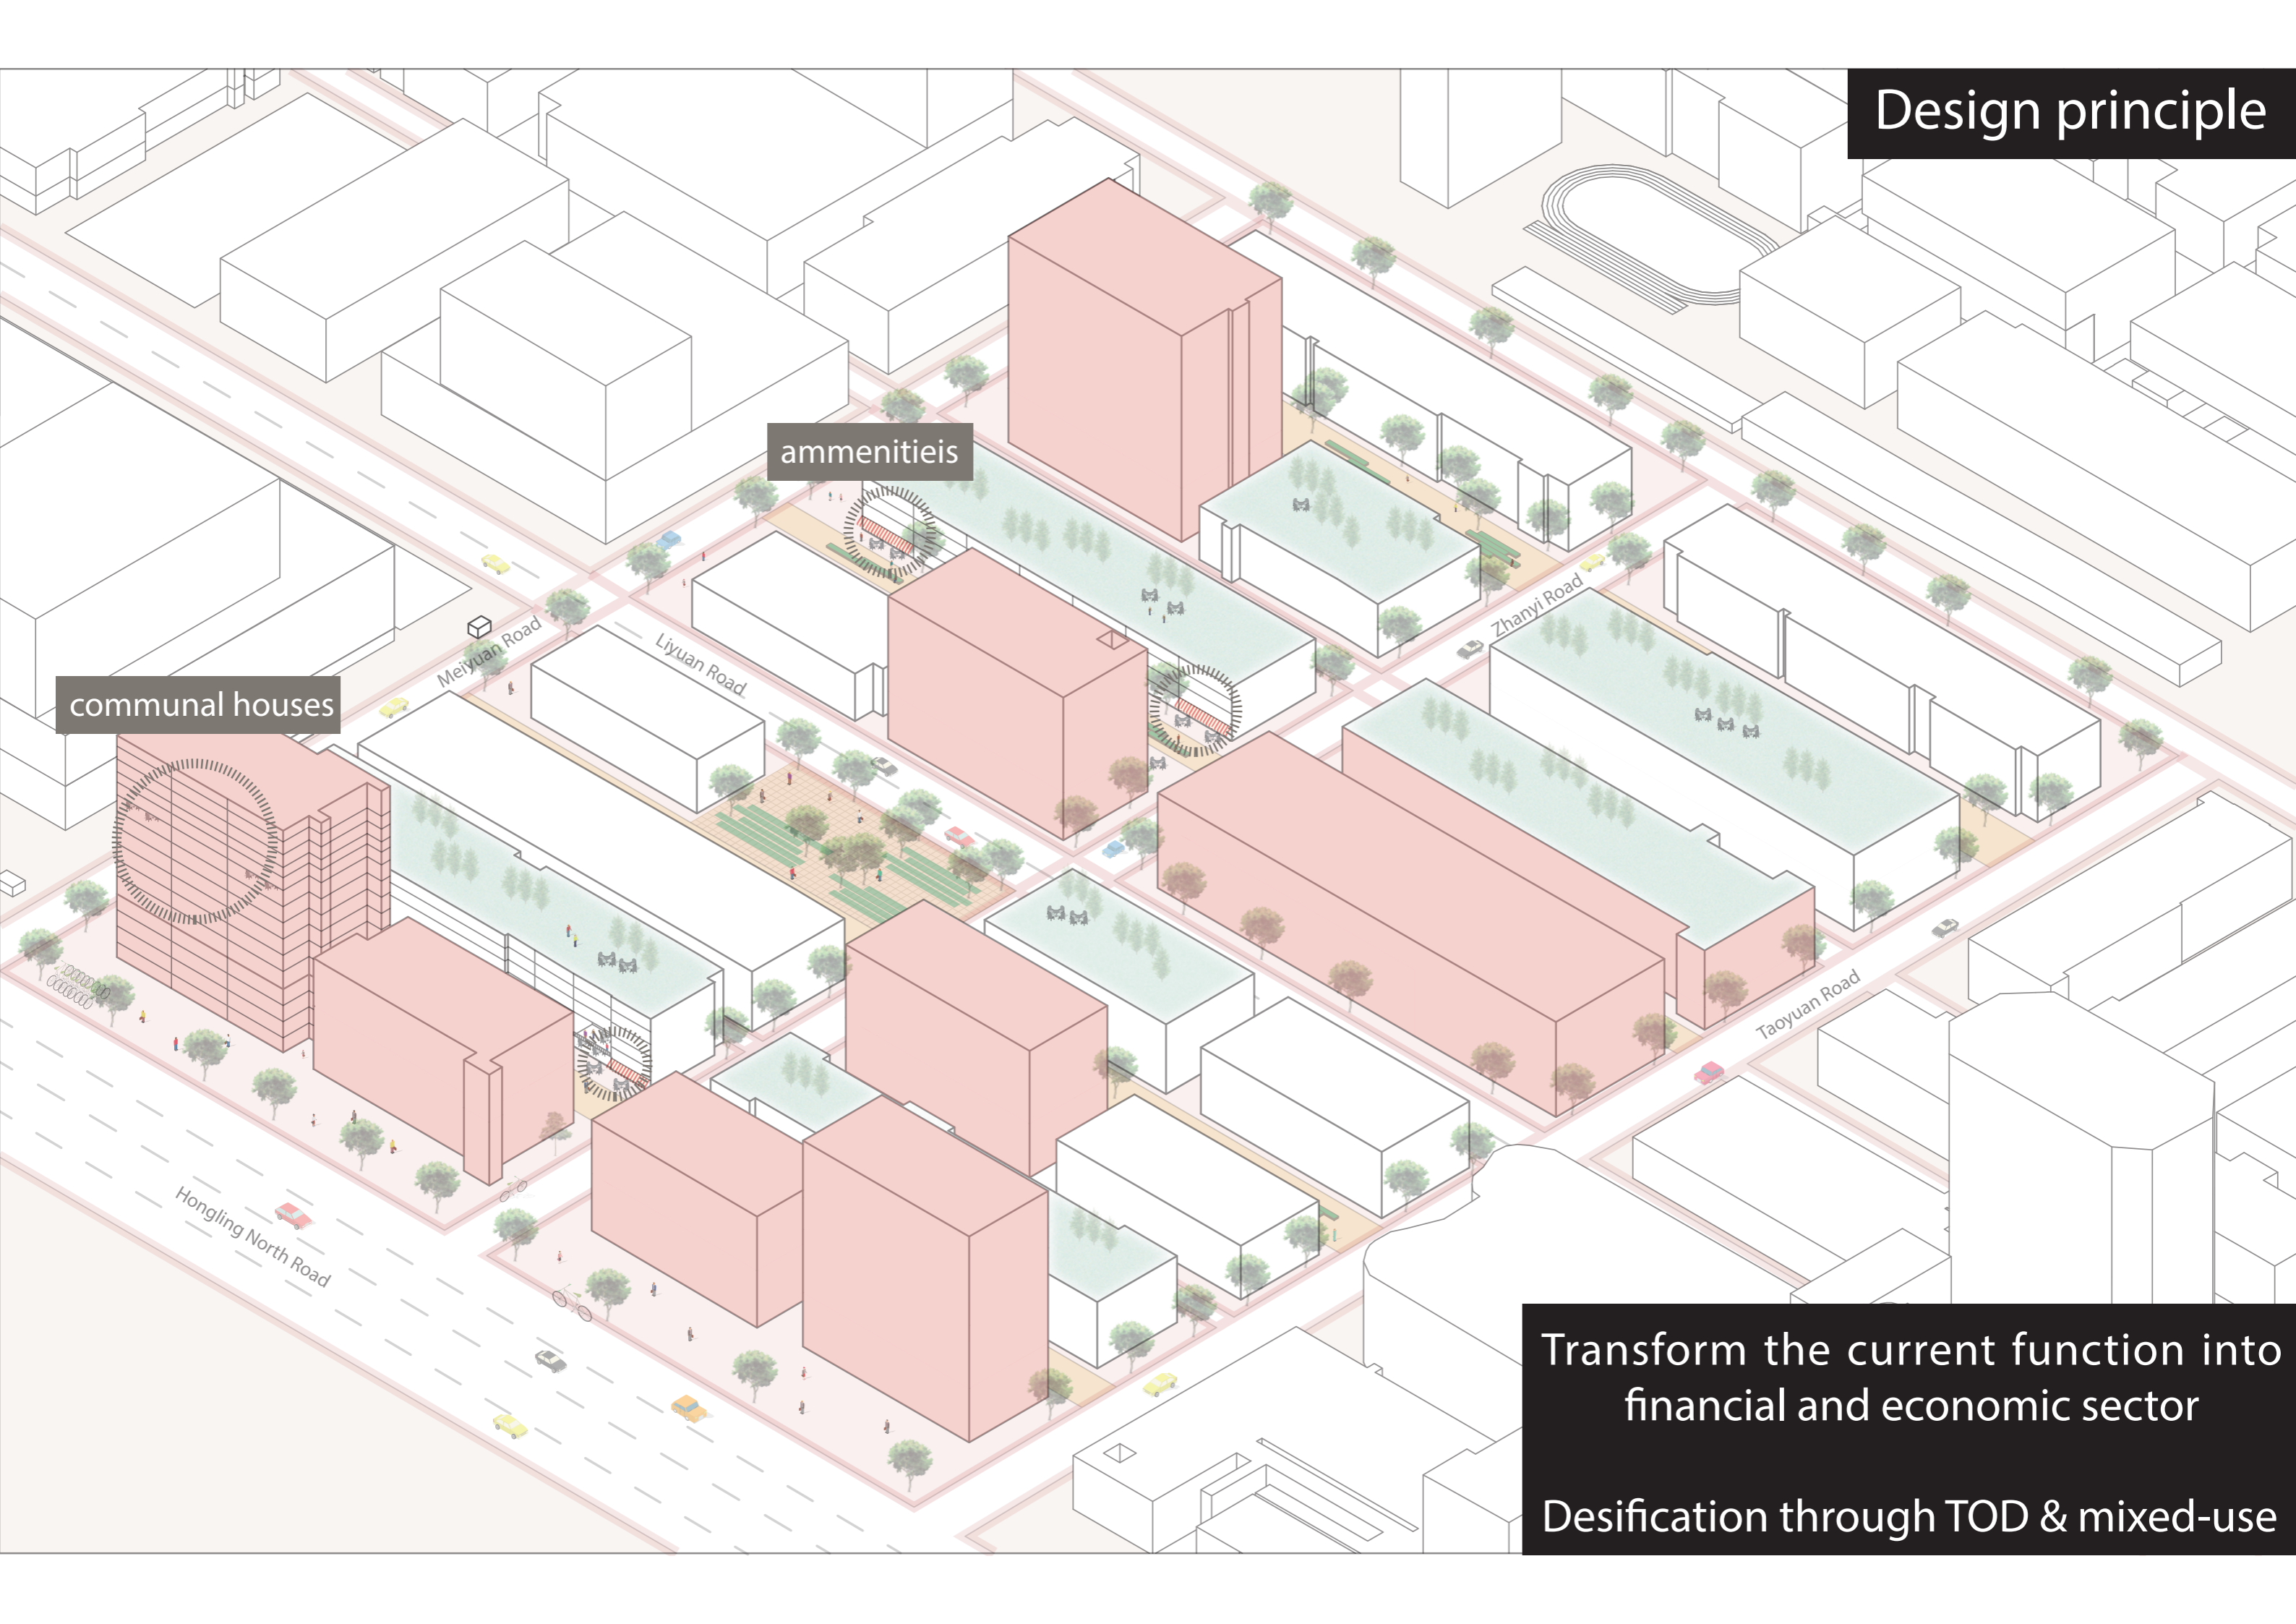 Design principle
ammenitieis
Zhanyi Road
Meiyuan Road
Liyuan Road
communal houses
Taoyuan Road
Hongling North Road
Transform the current function into
financial and economic sector
Desification through TOD & mixed-use